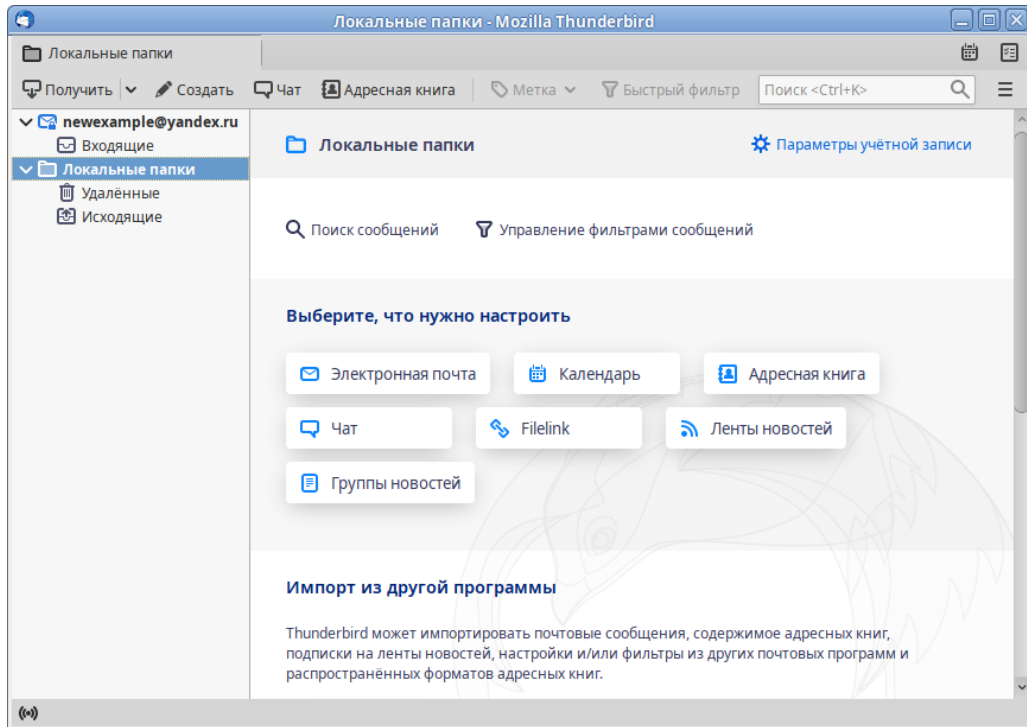 Локальные папки - Mozilla Thunderbird
Локальные папки
Получить Создать Чат Адресная книга Метка Быстрый фильтр Поиск <Ctrl+K>
newexample@yandex.ru
Входящие
Локальные папки
Удалённые
Исходящие
Локальные папки Параметры учётной записи
Поиск сообщений Управление фильтрами сообщений
Выберите, что нужно настроить
Электронная почта Календарь Адресная книга
Чат Filelink Ленты новостей
Группы новостей
Импорт из другой программы
Thunderbird может импортировать почтовые сообщения, содержимое адресных книг,
подписки на ленты новостей, настройки и/или фильтры из других почтовых программ и
распространённых форматов адресных книг.